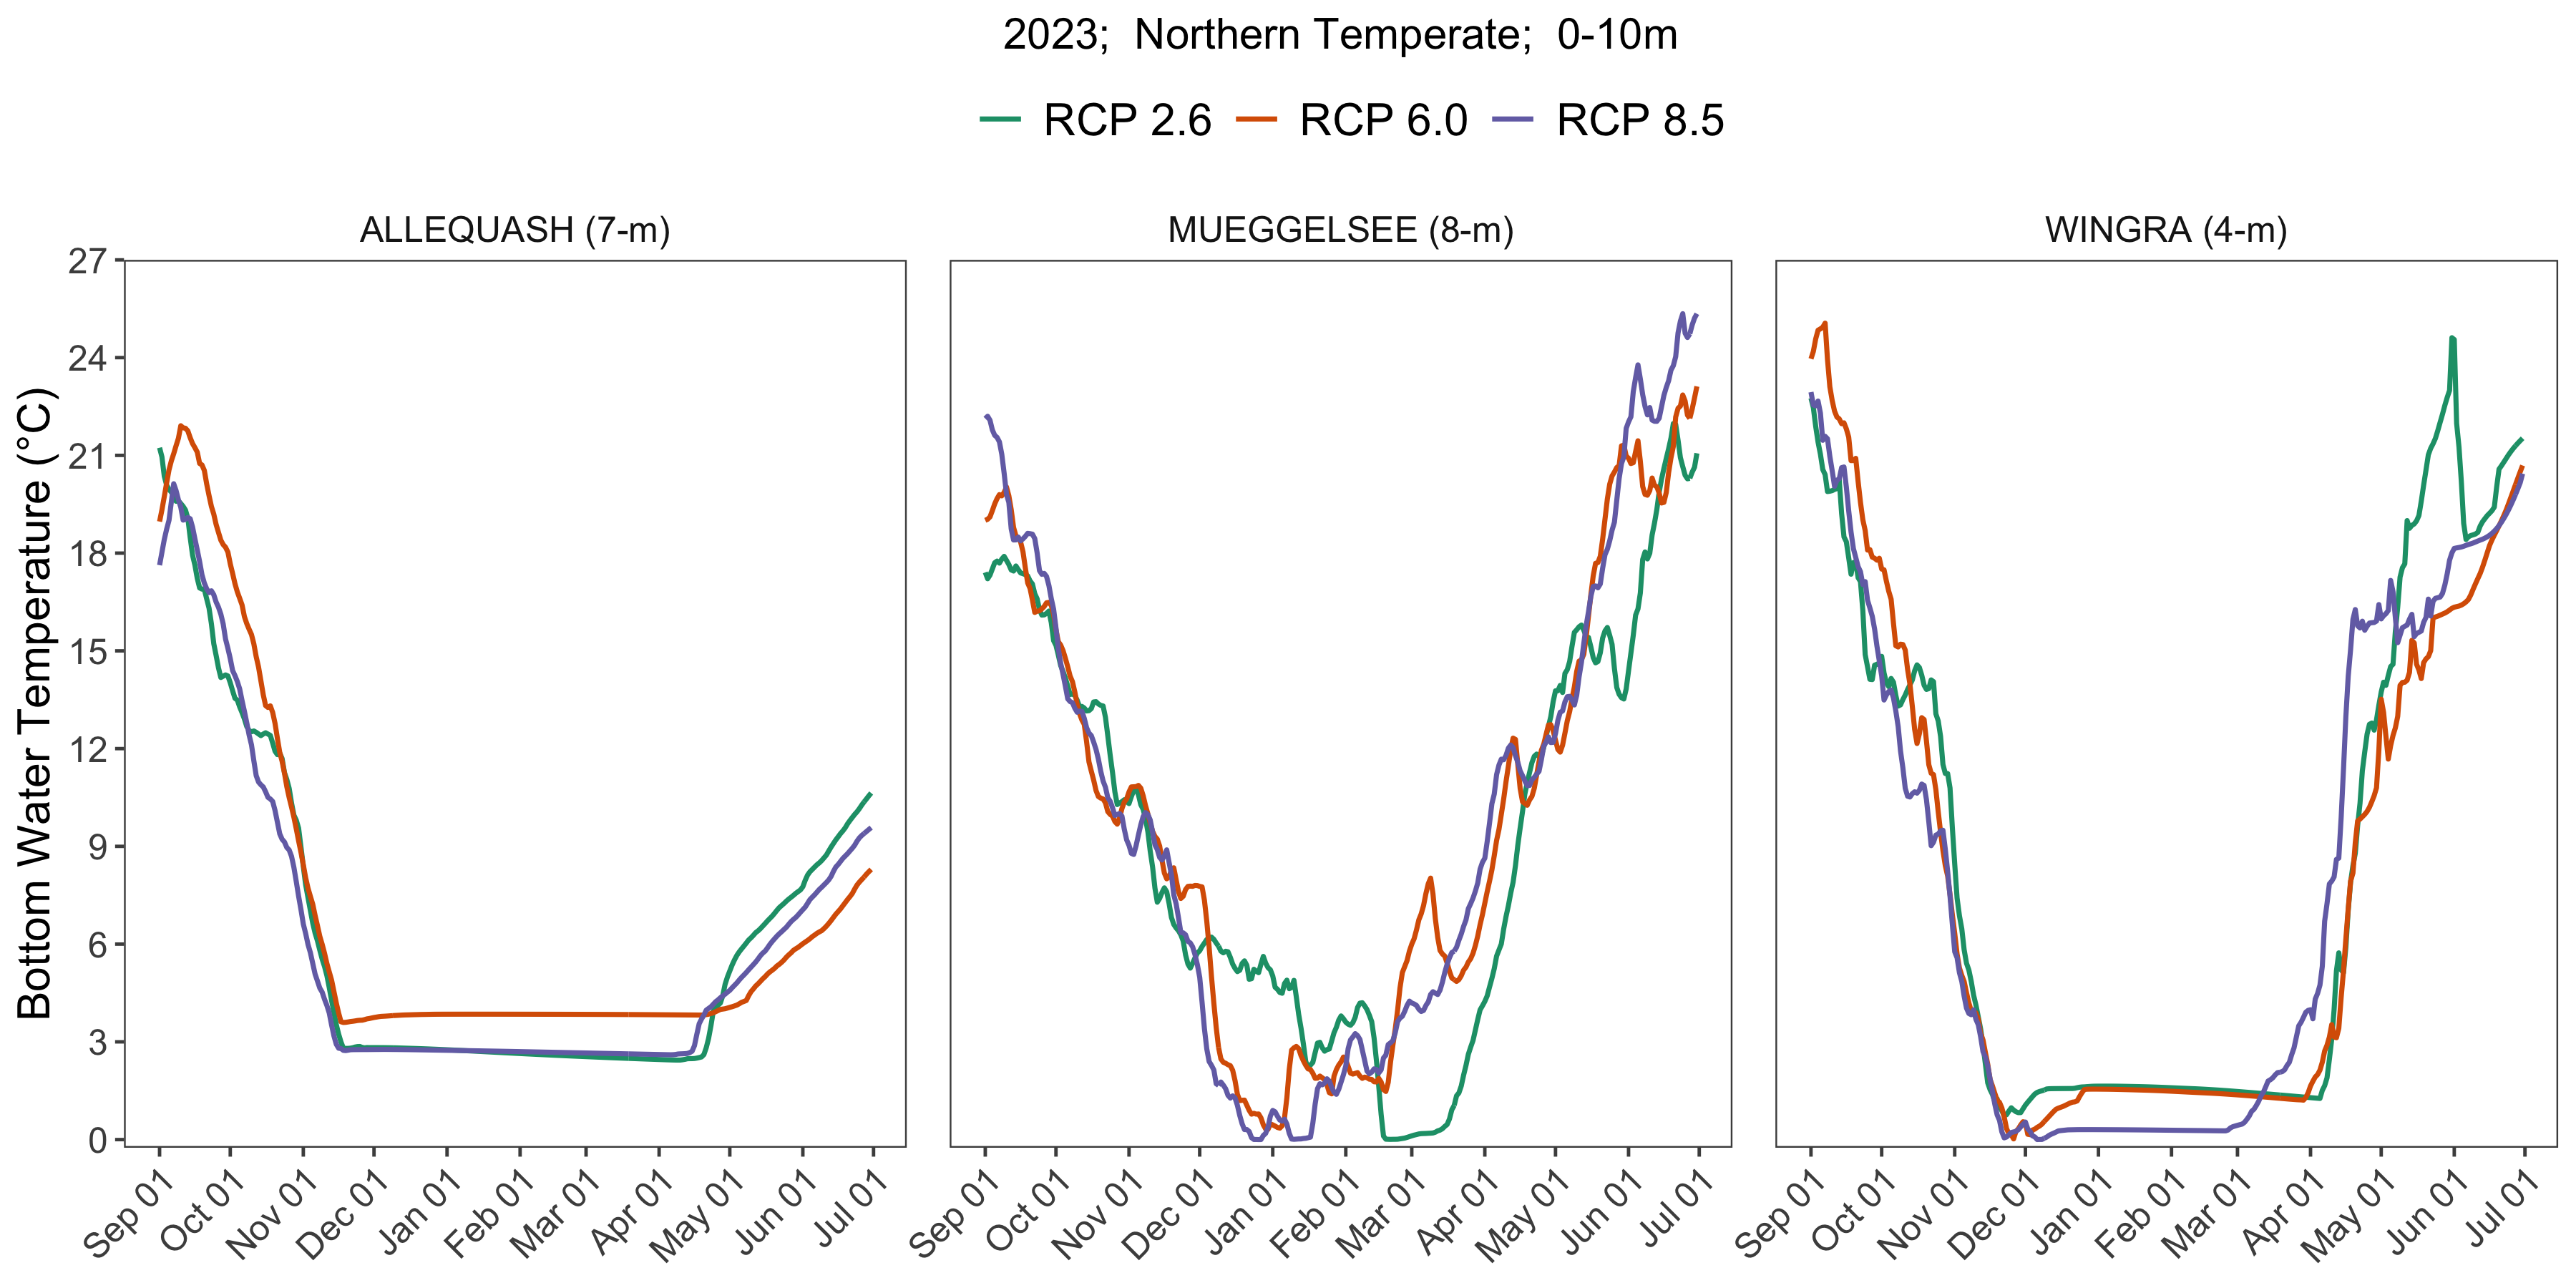 2023;  Northern Temperate;  0-10m
RCP 2.6 RCP 6.0 RCP 8.5
ALLEQUASH (7-m) MUEGGELSEE (8-m) WINGRA (4-m)
Bottom Water Temperature (°C)
27
24
21
18
15
12
9
6
3
0
Sep 01 Oct 01 Nov 01 Dec 01 Jan 01 Feb 01 Mar 01 Apr 01 May 01 Jun 01 Jul 01 Sep 01 Oct 01 Nov 01 Dec 01 Jan 01 Feb 01 Mar 01 Apr 01 May 01 Jun 01 Jul 01 Sep 01 Oct 01 Nov 01 Dec 01 Jan 01 Feb 01 Mar 01 Apr 01 May 01 Jun 01 Jul 01